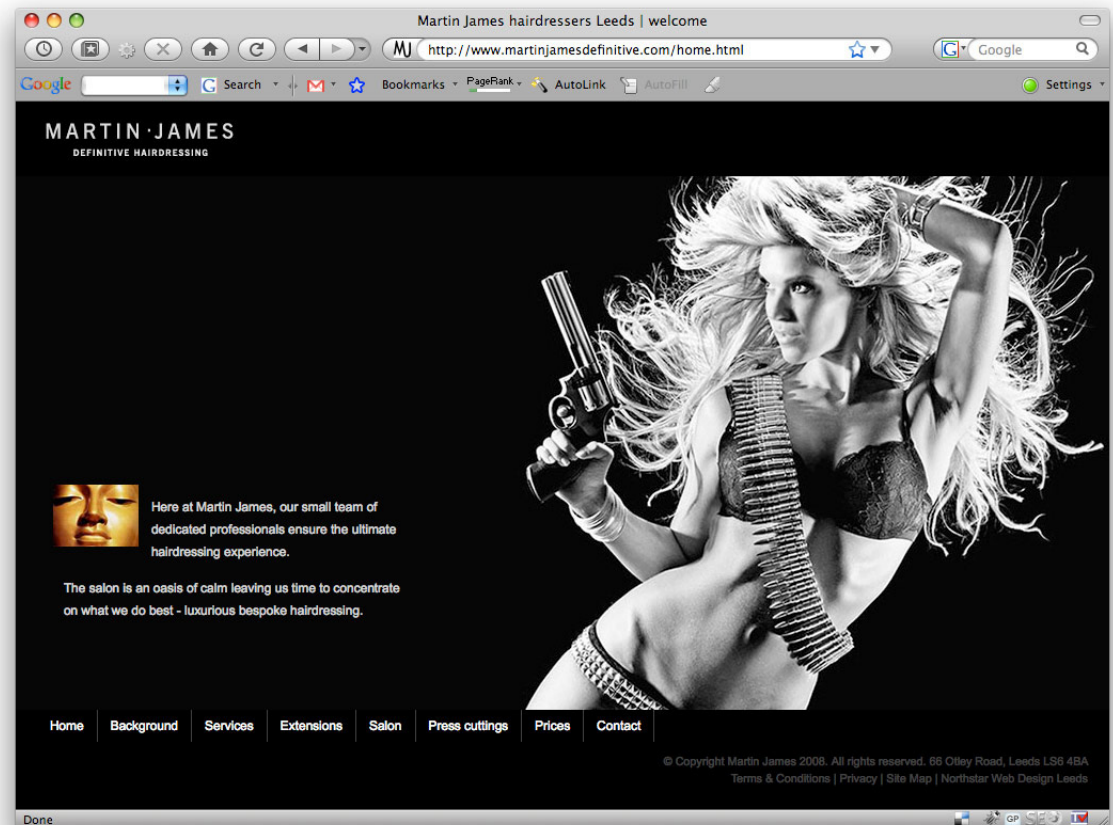 Martin James hairdressers Leeds | welcome
MJ http://www.martinjamesdefinitive.com/home.html
G Google
Google G Search Bookmarks PageRank AutoLink AutoFill Settings
MARTIN·JAMES
DEFINITIVE HAIRDRESSING
Here at Martin James, our small team of
dedicated professionals ensure the ultimate
hairdressing experience.
The salon is an oasis of calm leaving us time to concentrate
on what we do best - luxurious bespoke hairdressing.
Home Background Services Extensions Salon Press cuttings Prices Contact
© Copyright Martin James 2008. All rights reserved. 66 Otley Road, Leeds LS6 4BA
Terms & Conditions | Privacy | Site Map | Northstar Web Design Leeds
Done GP SE